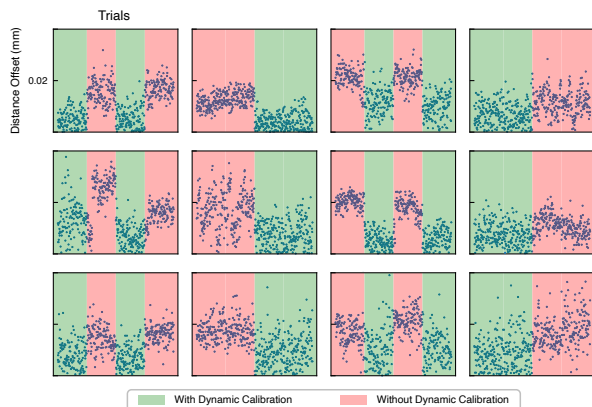 Trials
Distance Offset (mm)
0.02
With Dynamic Calibration
Without Dynamic Calibration